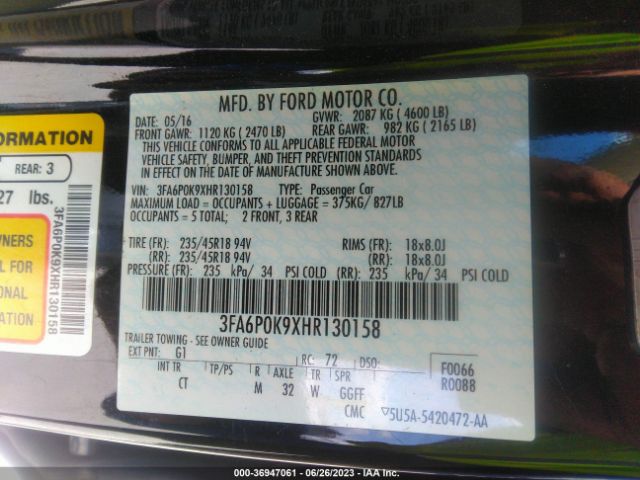 MFD. BY FORD MOTOR CO.
DATE: 05/16 GVWR: 2087 KG ( 4600 LB)
FRONT GAWR: 1120 KG ( 2470 LB) REAR GAWR: 982 KG ( 2165 LB)
THIS VEHICLE CONFORMS TO ALL APPLICABLE FEDERAL MOTOR
VEHICLE SAFETY, BUMPER, AND THEFT PREVENTION STANDARDS
IN EFFECT ON THE DATE OF MANUFACTURE SHOWN ABOVE.
VIN: 3FA6P0K9XHR130158 TYPE: Passenger Car
MAXIMUM LOAD = OCCUPANTS + LUGGAGE = 375KG/ 827LB
OCCUPANTS = 5 TOTAL; 2 FRONT, 3 REAR
TIRE (FR): 235/45R18 94V RIMS (FR): 18x8.0J
(RR): 235/45R18 94V (RR): 18x8.0J
PRESSURE (FR): 235 kPa/ 34 PSI COLD (RR): 235 kPa/ 34 PSI COLD
3FA6P0K9XHR130158
TRAILER TOWING - SEE OWNER GUIDE
EXT PNT: G1 RC: 72 DSO: F0066
R0088
INT TR TP/PS R AXLE TR SPR
CT M 32 W GGFF
CMC 5U5A-5420472-AA
FORMATION
REAR: 3
27 lbs.
3FA6P0K9XHR130158
WNERS
L FOR
ONAL
N
000-36947061 - 06/26/2023 - IAA Inc.